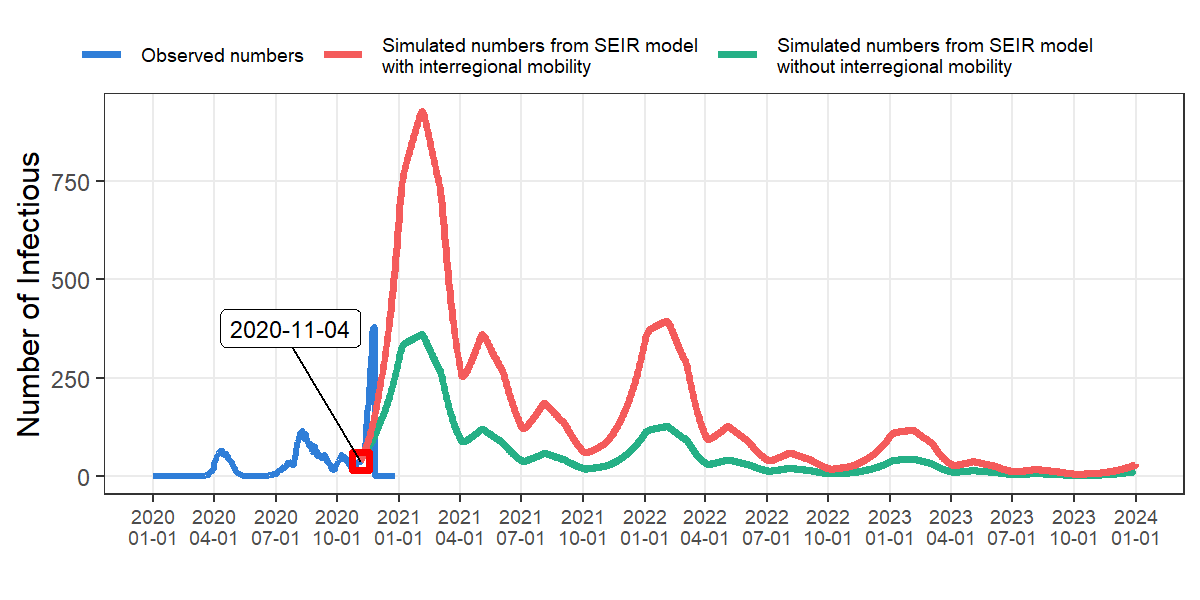 Observed numbers
Simulated numbers from SEIR model
with interregional mobility
Simulated numbers from SEIR model
without interregional mobility
Number of Infectious
750
500
250
0
2020-11-04
2020 2020 2020 2020 2021 2021 2021 2021 2022 2022 2022 2022 2023 2023 2023 2023 2024
01-01 04-01 07-01 10-01 01-01 04-01 07-01 10-01 01-01 04-01 07-01 10-01 01-01 04-01 07-01 10-01 01-01